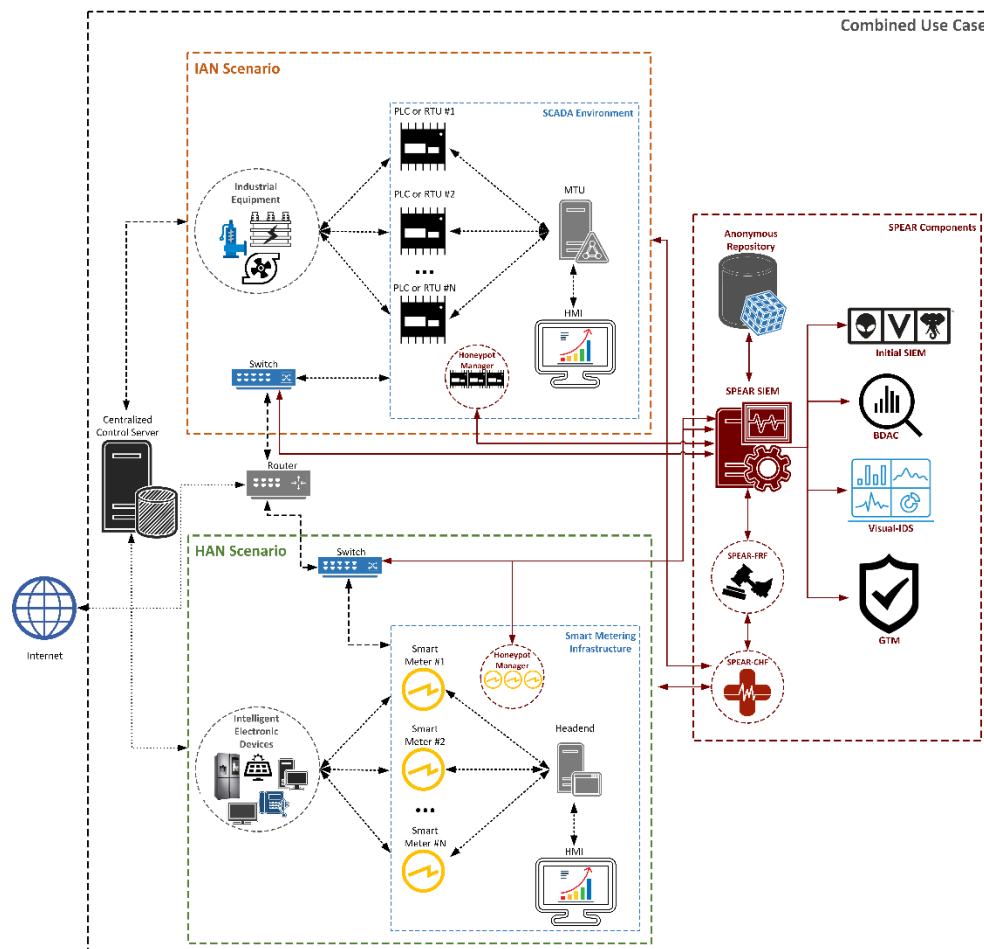 Combined Use Case
IAN Scenario
SCADA Environment
PLC or RTU #1
Industrial
Equipment
PLC or RTU #2
MTU
...
PLC or RTU #N
HMI
Switch
Honeypot
Manager
SPEAR Components
Anonymous
Repository
Initial SIEM
SPEAR SIEM
BDAC
Visual-IDS
SPEAR-FRF
GTM
SPEAR-CHF
Centralized
Control Server
Router
Internet
HAN Scenario
Switch
Smart Metering
Infrastructure
Smart
Meter #1
Honeypot
Manager
Intelligent
Electronic
Devices
Smart
Meter #2
Headend
...
Smart
Meter #N
HMI